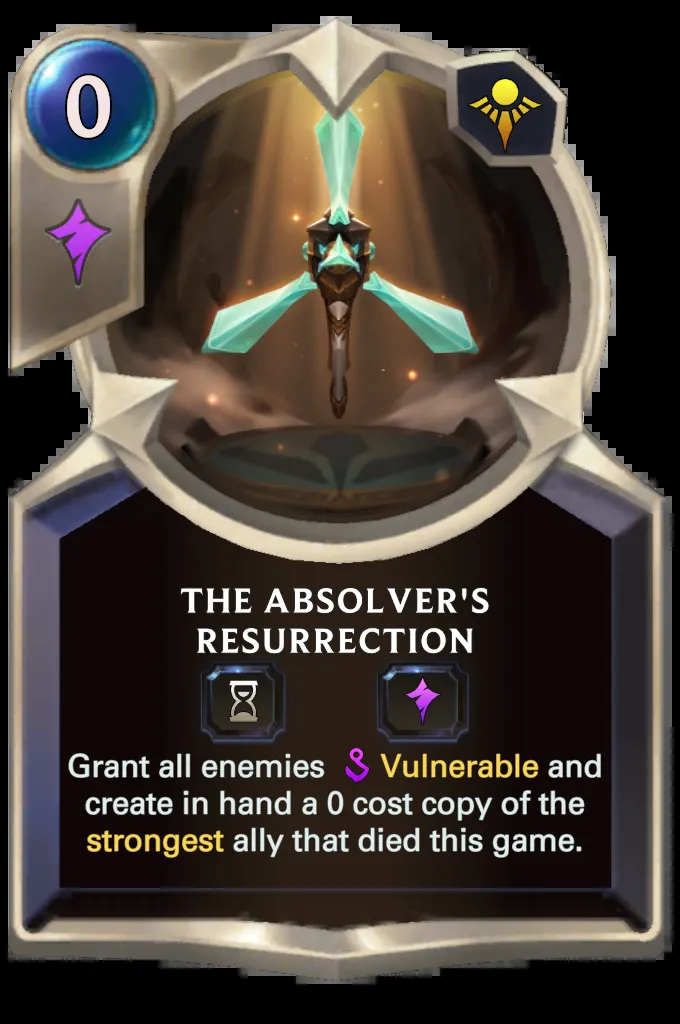 0
THE ABSOLVER'S
RESURRECTION
Grant all enemies Vulnerable and
create in hand a 0 cost copy of the
strongest ally that died this game.